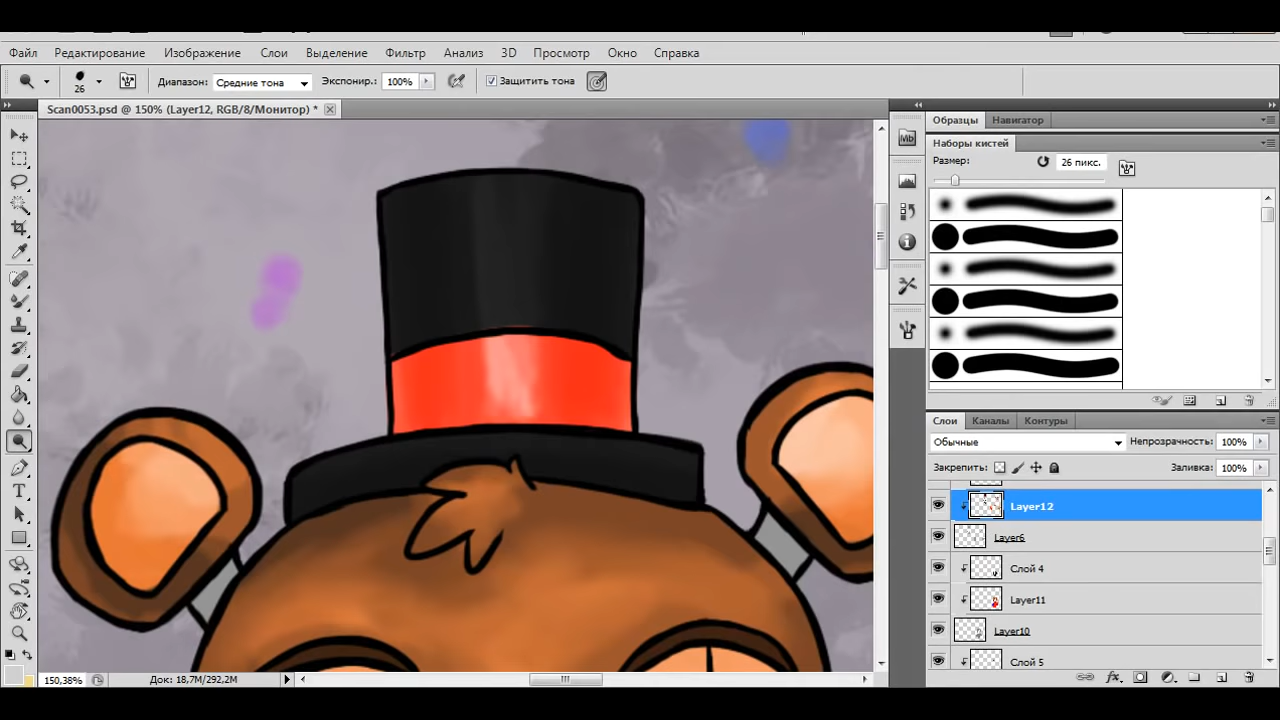 Файл Редактирование Изображение Слои Выделение Фильтр Анализ 3D Просмотр Окно Справка
26 Диапазон: Средние тона Экспонир.: 100% Защитить тона
Scan0053.psd @ 150% (Layer12, RGB/8/Монитор) *
Образцы Навигатор
Наборы кистей
Размер: 26 пикс.
Mb
Слои Каналы Контуры
Обычные Непрозрачность: 100%
Закрепить: Заливка: 100%
Layer12
Layer6
Слой 4
Layer11
Layer10
Слой 5
150,38% Док: 18,7M/292,2M